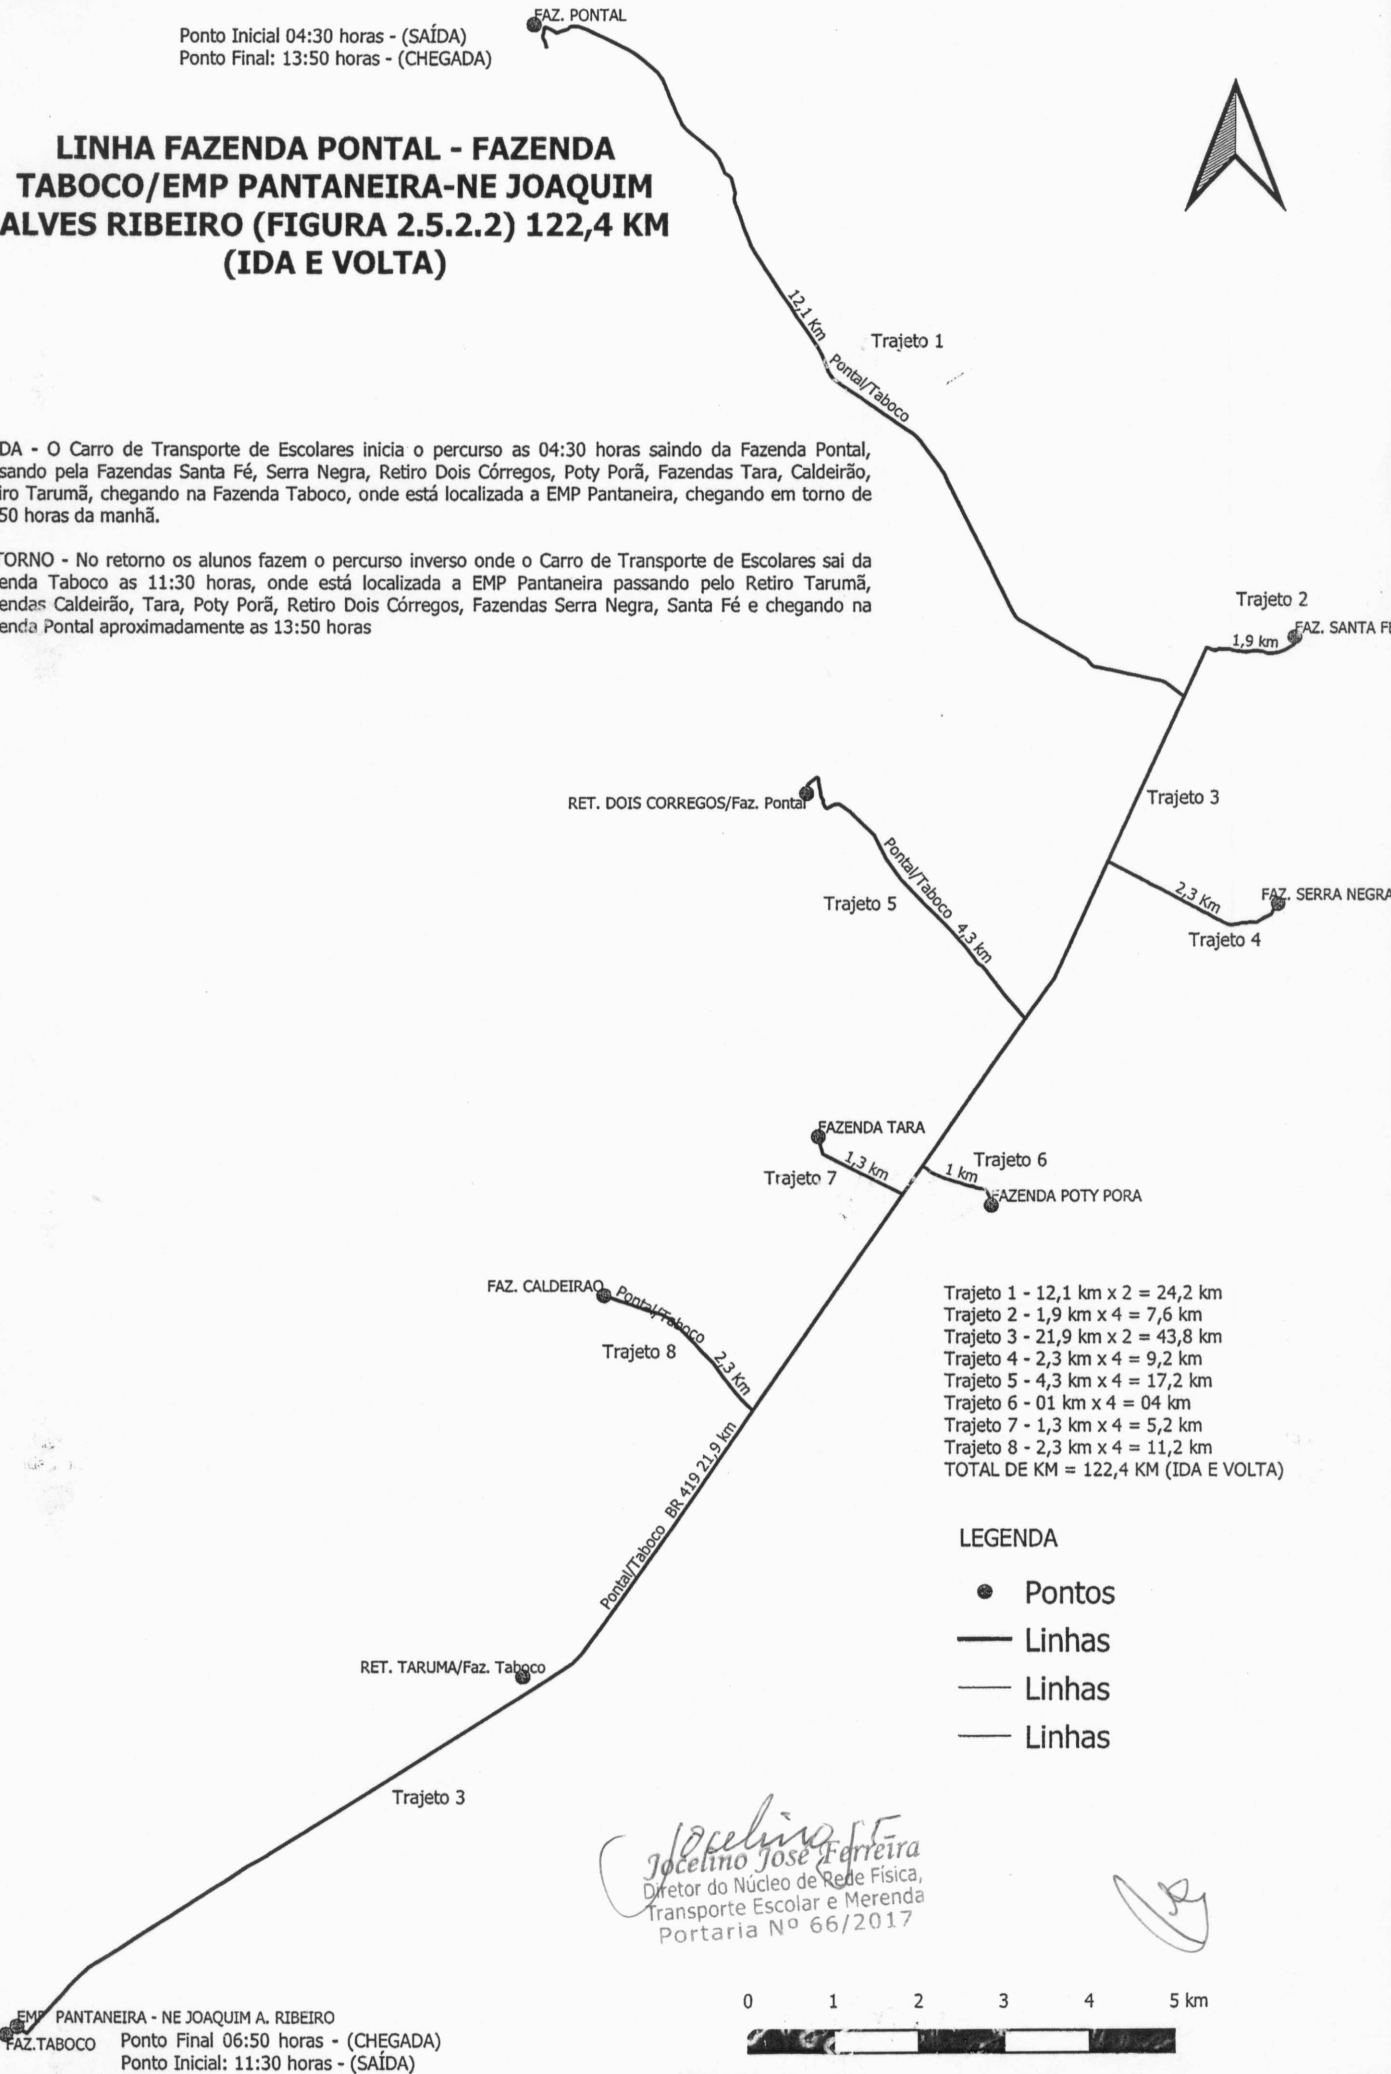 FAZ. PONTAL
Ponto Inicial 04:30 horas - (SAÍDA)
Ponto Final: 13:50 horas - (CHEGADA)
LINHA FAZENDA PONTAL - FAZENDA
TABOCO/EMP PANTANEIRA-NE JOAQUIM
ALVES RIBEIRO (FIGURA 2.5.2.2) 122,4 KM
(IDA E VOLTA)
12,1 Km
Trajeto 1
Pontal/Taboco
DA - O Carro de Transporte de Escolares inicia o percurso as 04:30 horas saindo da Fazenda Pontal,
sando pela Fazendas Santa Fé, Serra Negra, Retiro Dois Córregos, Poty Porã, Fazendas Tara, Caldeirão,
iro Tarumã, chegando na Fazenda Taboco, onde está localizada a EMP Pantaneira, chegando em torno de
50 horas da manhã.
TORNO - No retorno os alunos fazem o percurso inverso onde o Carro de Transporte de Escolares sai da
enda Taboco as 11:30 horas, onde está localizada a EMP Pantaneira passando pelo Retiro Tarumã,
endas Caldeirão, Tara, Poty Porã, Retiro Dois Córregos, Fazendas Serra Negra, Santa Fé e chegando na
enda Pontal aproximadamente as 13:50 horas
Trajeto 2
FAZ. SANTA FE
1,9 km
Trajeto 3
RET. DOIS CORREGOS/Faz. Pontal
Pontal/Taboco 4,3 km
Trajeto 5
2,3 Km
FAZ. SERRA NEGRA
Trajeto 4
FAZENDA TARA
1,3 km
Trajeto 7
Trajeto 6
1 km
FAZENDA POTY PORA
FAZ. CALDEIRAO
Pontal/Taboco 2,3 Km
Trajeto 8
Trajeto 1 - 12,1 km x 2 = 24,2 km
Trajeto 2 - 1,9 km x 4 = 7,6 km
Trajeto 3 - 21,9 km x 2 = 43,8 km
Trajeto 4 - 2,3 km x 4 = 9,2 km
Trajeto 5 - 4,3 km x 4 = 17,2 km
Trajeto 6 - 01 km x 4 = 04 km
Trajeto 7 - 1,3 km x 4 = 5,2 km
Trajeto 8 - 2,3 km x 4 = 11,2 km
TOTAL DE KM = 122,4 KM (IDA E VOLTA)
Pontal/Taboco BR 419 21,9 km
LEGENDA
Pontos
Linhas
Linhas
Linhas
RET. TARUMA/Faz. Taboco
Trajeto 3
Jocelino José Ferreira
Diretor do Núcleo de Rede Física,
Transporte Escolar e Merenda
Portaria Nº 66/2017
0 1 2 3 4 5 km
EMP PANTANEIRA - NE JOAQUIM A. RIBEIRO
FAZ.TABOCO
Ponto Final 06:50 horas - (CHEGADA)
Ponto Inicial: 11:30 horas - (SAÍDA)